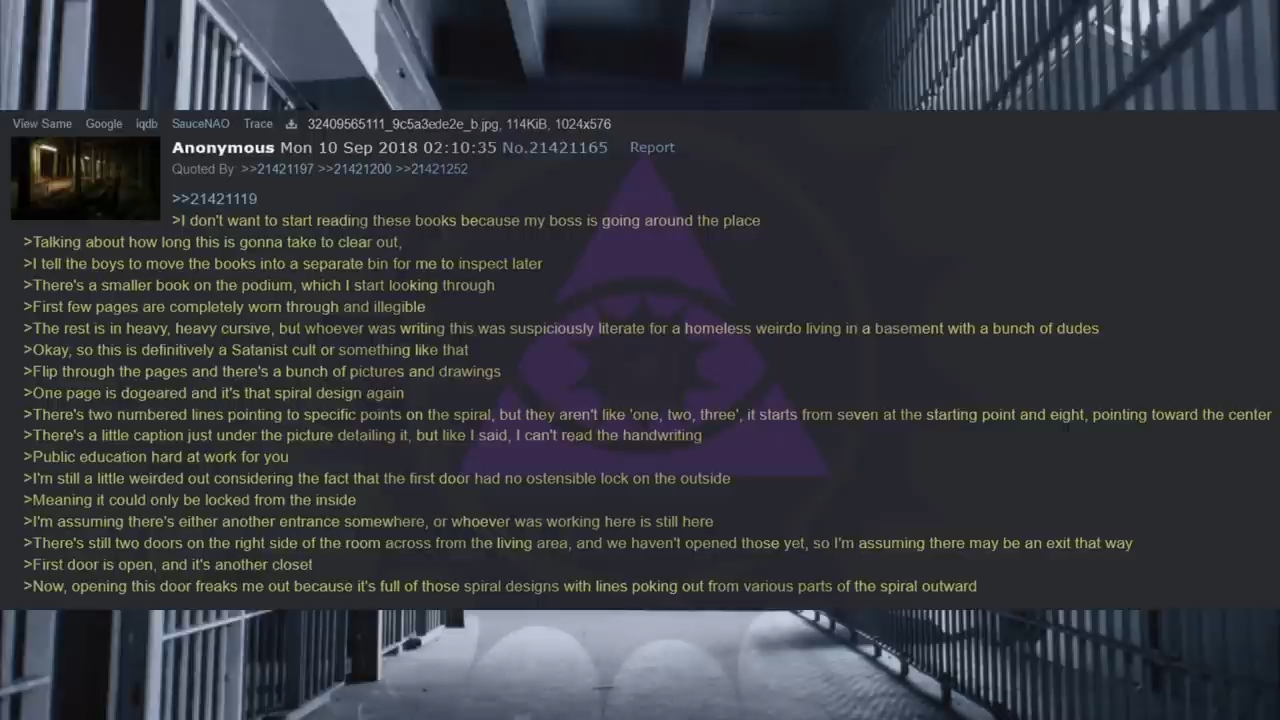 View Same Google iqdb SauceNAO Trace 32409565111_9c5a3ede2e_b.jpg, 114KiB, 1024x576
Anonymous Mon 10 Sep 2018 02:10:35 No.21421165 Report
Quoted By >>21421197 >>21421200 >>21421252
>>21421119
>I don't want to start reading these books because my boss is going around the place
>Talking about how long this is gonna take to clear out,
>I tell the boys to move the books into a separate bin for me to inspect later
>There's a smaller book on the podium, which I start looking through
>First few pages are completely worn through and illegible
>The rest is in heavy, heavy cursive, but whoever was writing this was suspiciously literate for a homeless weirdo living in a basement with a bunch of dudes
>Okay, so this is definitively a Satanist cult or something like that
>Flip through the pages and there's a bunch of pictures and drawings
>One page is dogeared and it's that spiral design again
>There's two numbered lines pointing to specific points on the spiral, but they aren't like 'one, two, three', it starts from seven at the starting point and eight, pointing toward the center
>There's a little caption just under the picture detailing it, but like I said, I can't read the handwriting
>Public education hard at work for you
>I'm still a little weirded out considering the fact that the first door had no ostensible lock on the outside
>Meaning it could only be locked from the inside
>I'm assuming there's either another entrance somewhere, or whoever was working here is still here
>There's still two doors on the right side of the room across from the living area, and we haven't opened those yet, so I'm assuming there may be an exit that way
>First door is open, and it's another closet
>Now, opening this door freaks me out because it's full of those spiral designs with lines poking out from various parts of the spiral outward